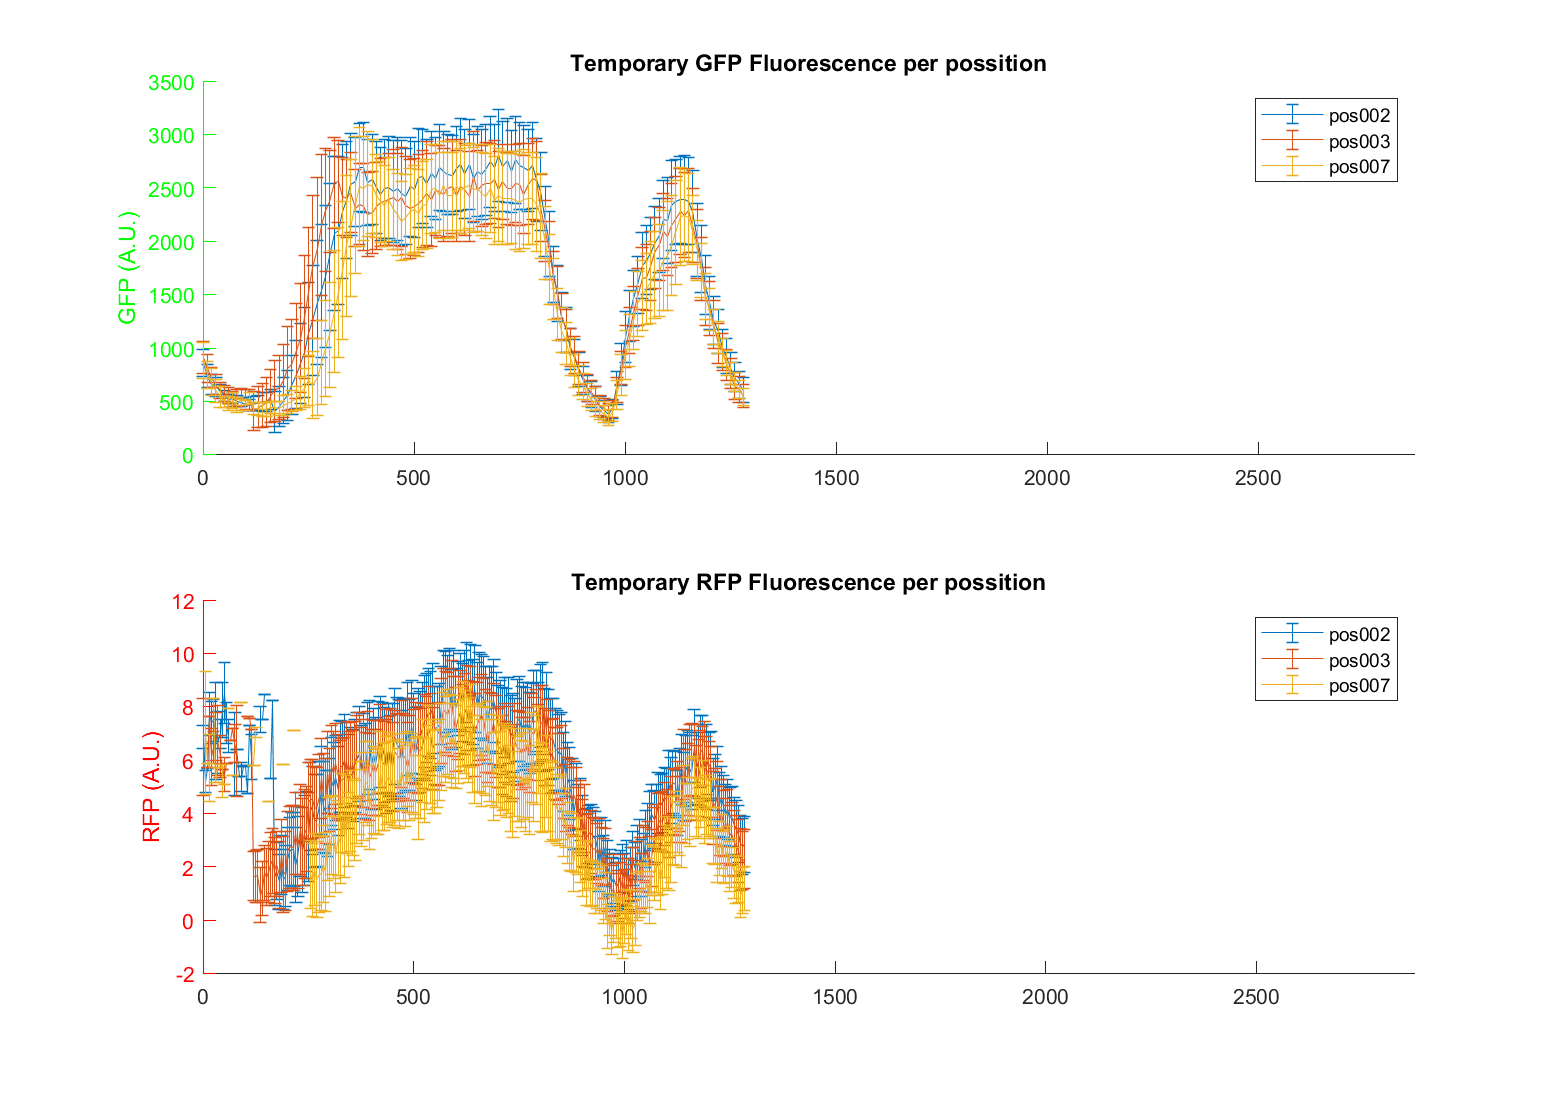 Temporary GFP Fluorescence per possition
3500
3000
2500
2000
1500
1000
500
0
GFP (A.U.)
0 500 1000 1500 2000 2500
pos002
pos003
pos007
Temporary RFP Fluorescence per possition
12
10
8
6
4
2
0
-2
RFP (A.U.)
0 500 1000 1500 2000 2500
pos002
pos003
pos007